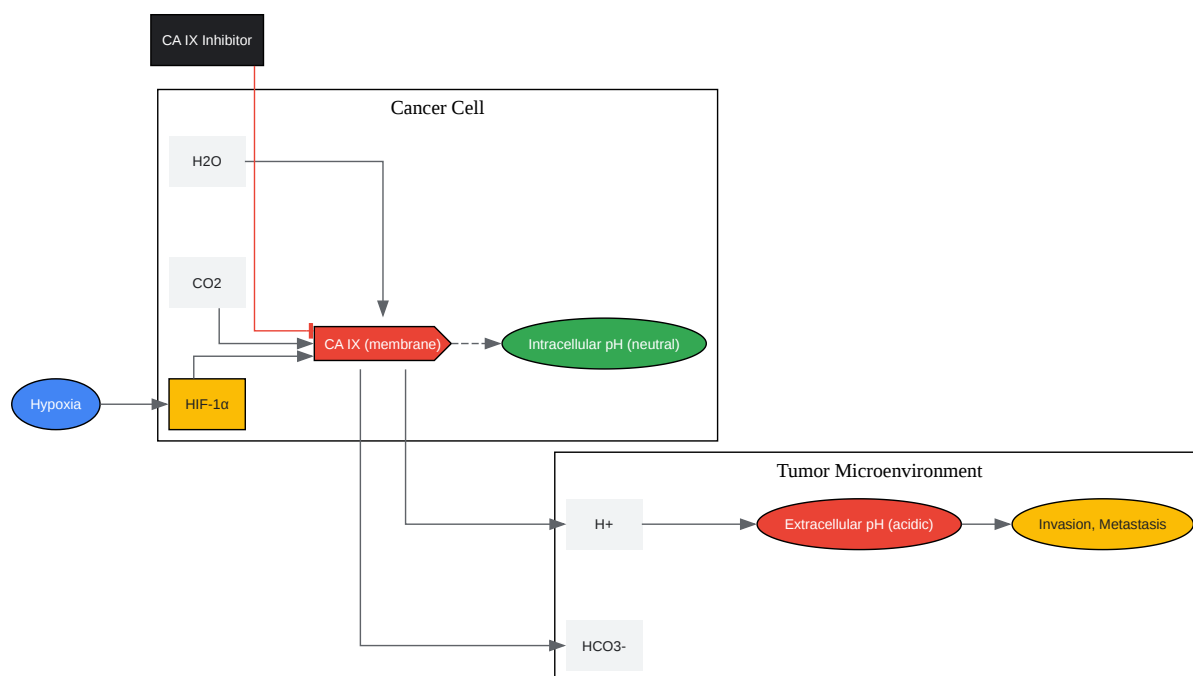 CA IX Inhibitor
Cancer Cell
H2O
CO2
CA IX (membrane)
Intracellular pH (neutral)
Hypoxia
HIF-1α
Tumor Microenvironment
H+
Extracellular pH (acidic)
Invasion, Metastasis
HCO3-